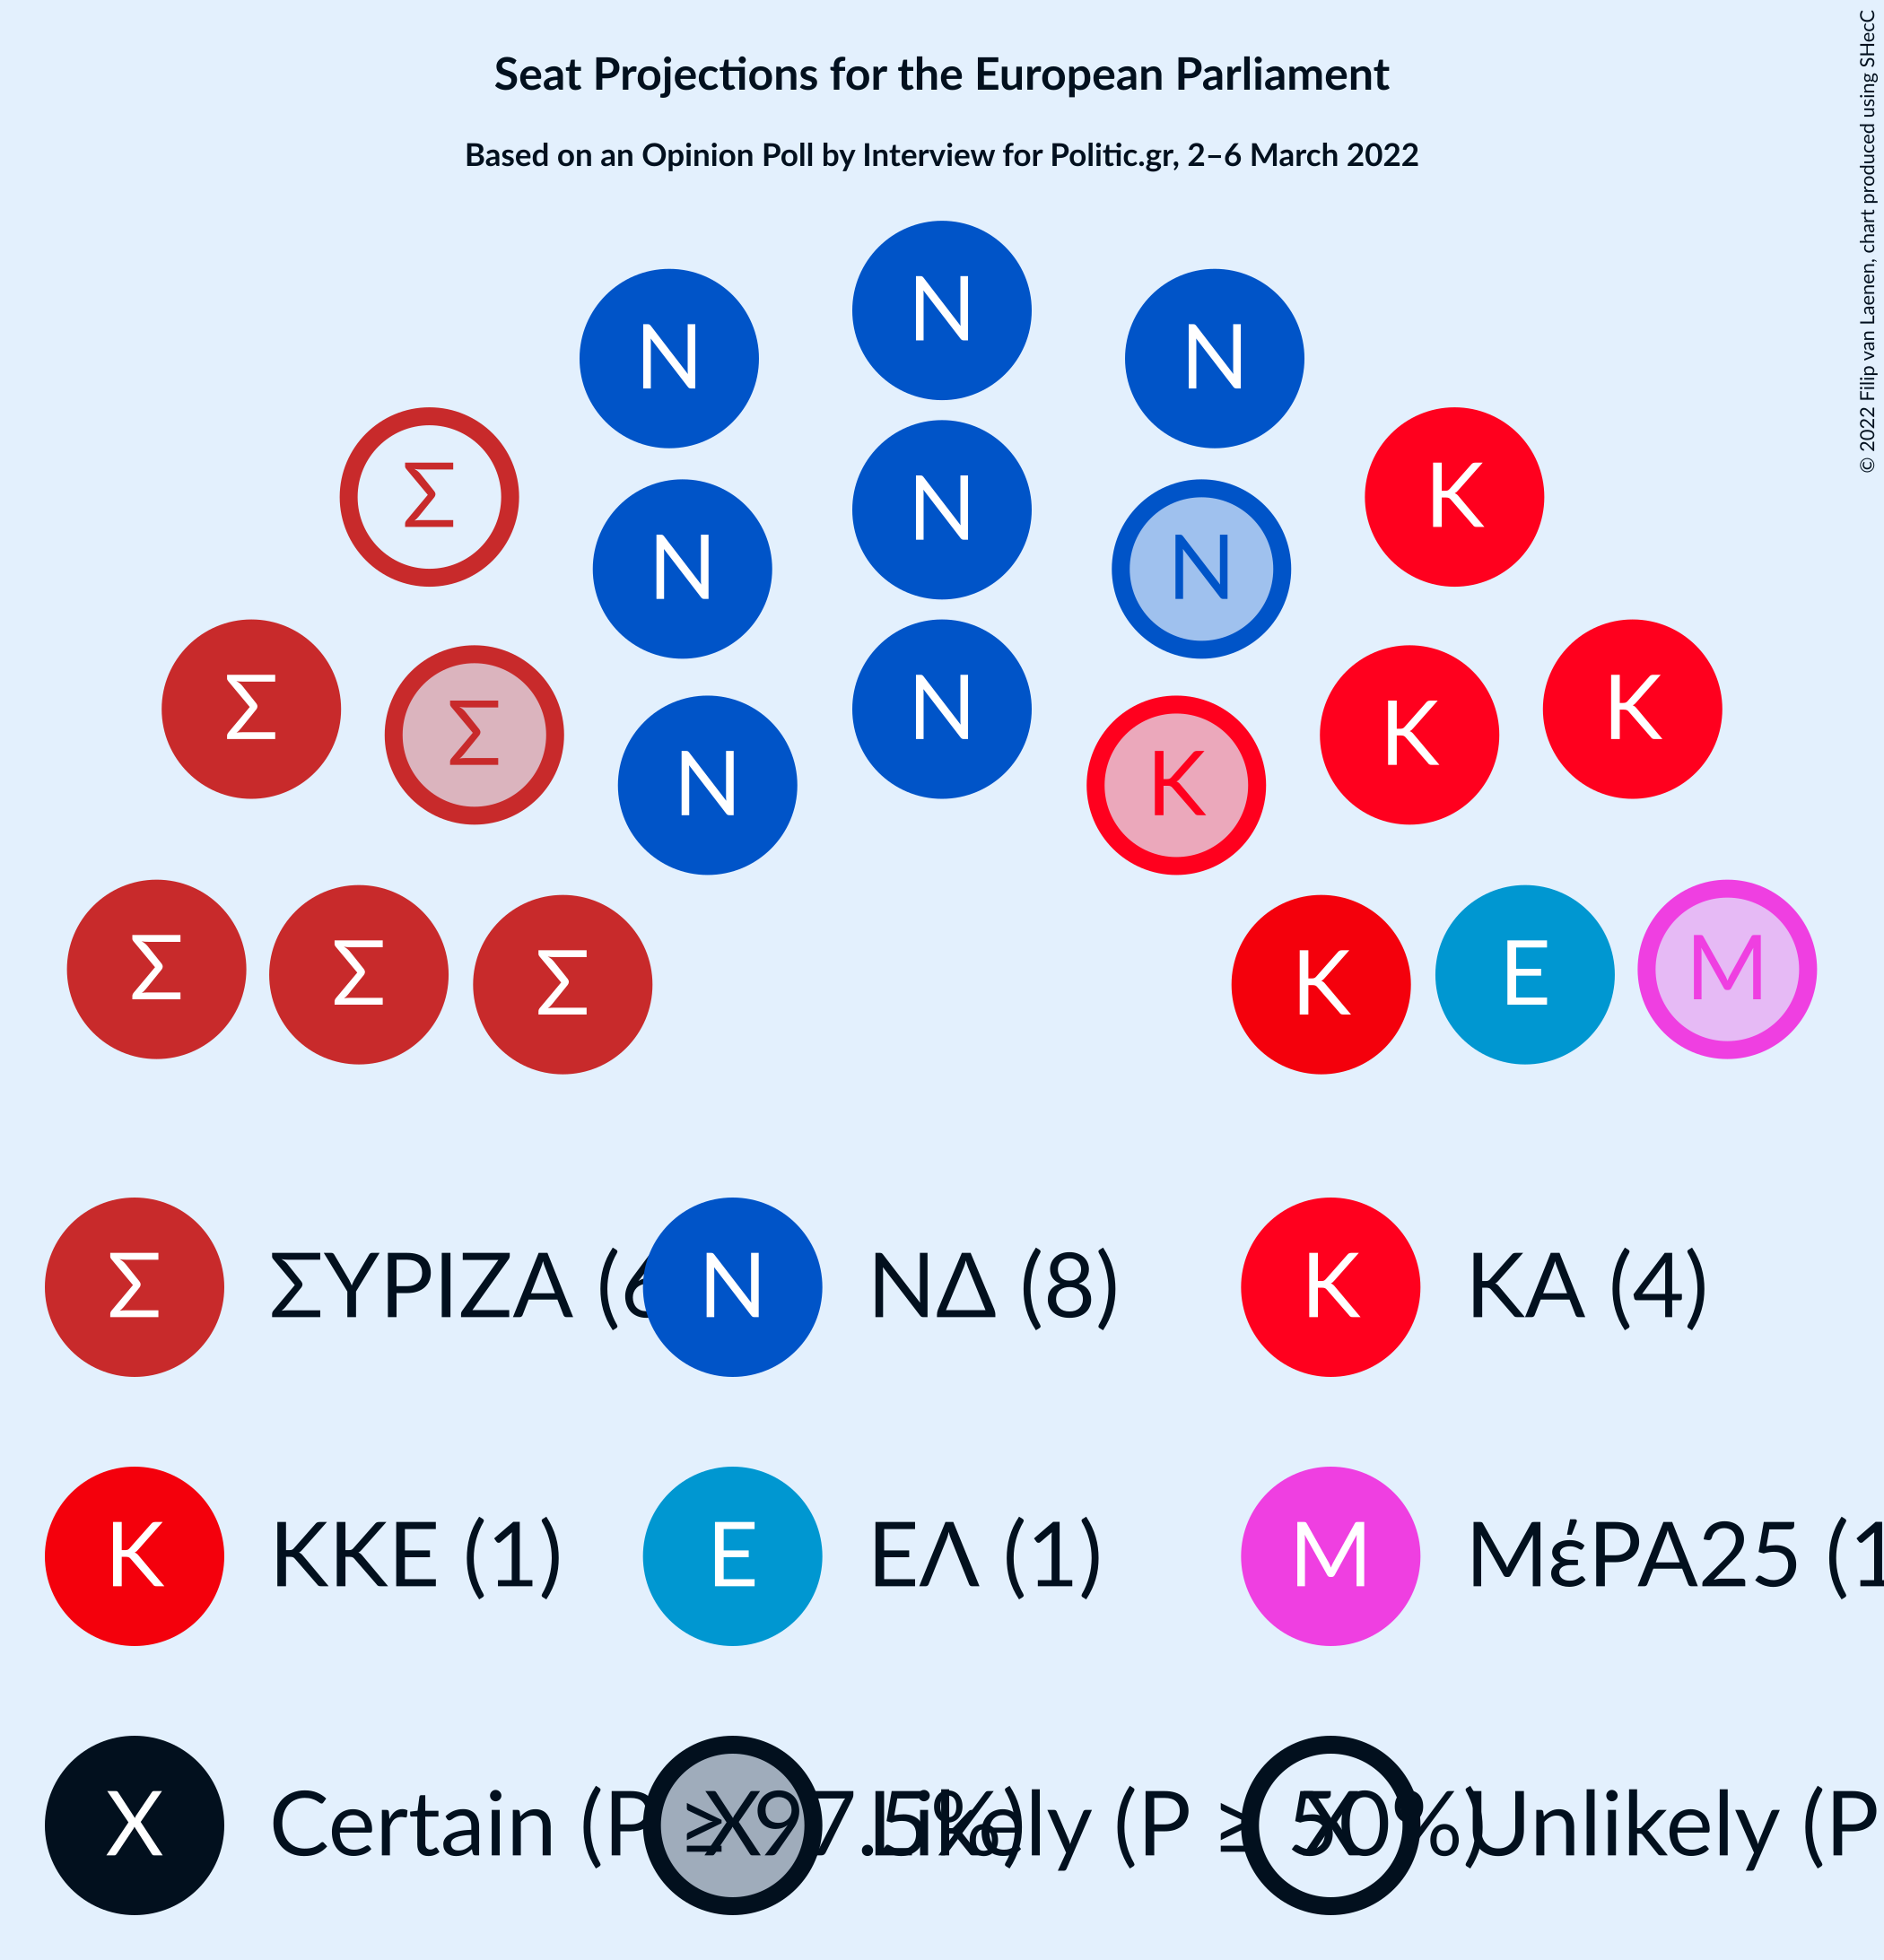 Seat Projections for the European Parliament
Based on an Opinion Poll by Interview for Politic.gr, 2–6 March 2022
© 2022 Filip van Laenen, chart produced using SHecC
N
N N
Σ N K
N N
Σ K K
Σ N K
N K
Σ Σ Σ K Ε Μ
Σ ΣΥΡΙΖΑ (6 N ΝΔ (8) K ΚΑ (4)
K ΚΚΕ (1) Ε ΕΛ (1) Μ ΜέΡΑ25 (1
X Certain (P ≥ 97.5%) X Likely (P ≥ 50%) X Unlikely (P